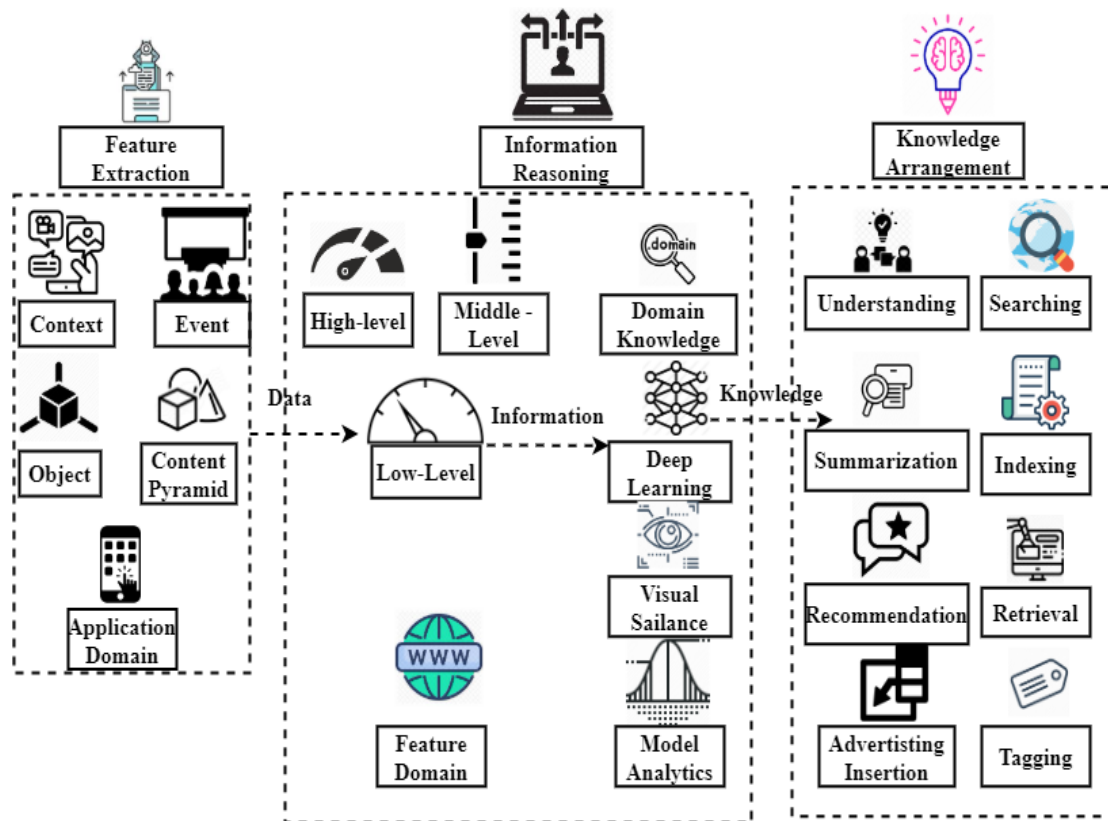 Feature
Extraction
Information
Reasoning
Knowledge
Arrangement
Context
Event
Object
Content
Pyramid
Application
Domain
Data
High-level
Middle -
Level
.domain
Domain
Knowledge
Low-Level
Information
Deep
Learning
Visual
Sailance
WWW
Feature
Domain
Model
Analytics
Knowledge
Understanding
Searching
Summarization
Indexing
Recommendation
Retrieval
Advertisting
Insertion
Tagging